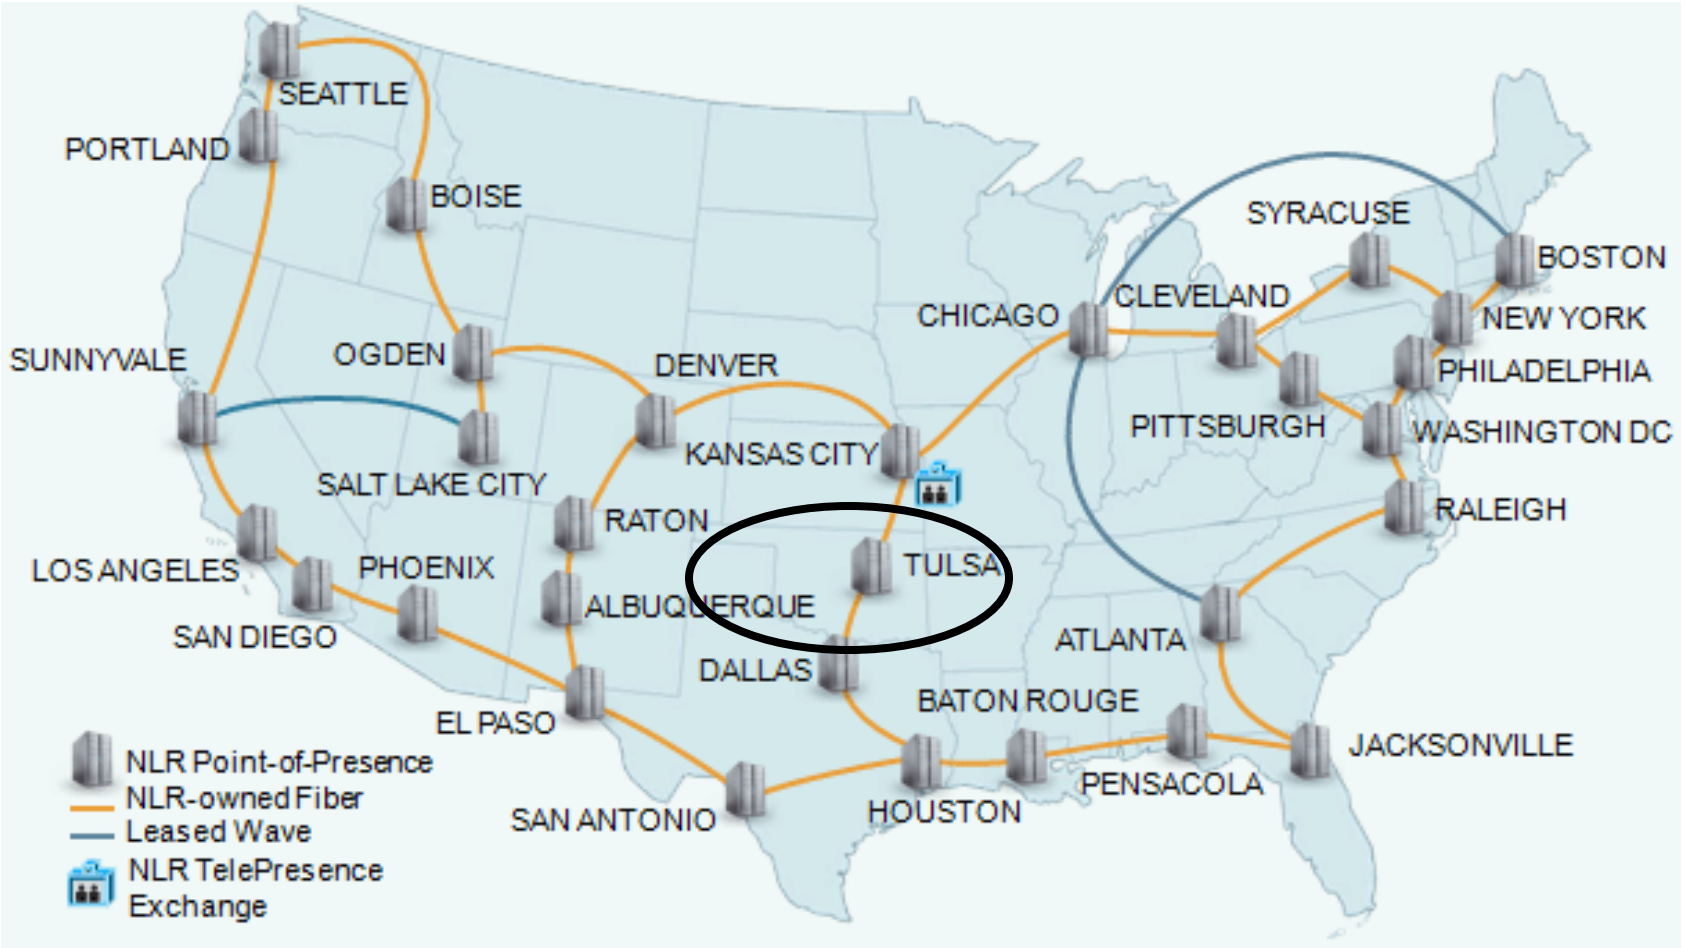 SEATTLE
PORTLAND
BOISE
SYRACUSE
BOSTON
CHICAGO
CLEVELAND
NEW YORK
SUNNYVALE
OGDEN
DENVER
PHILADELPHIA
PITTSBURGH
WASHINGTON DC
KANSAS CITY
SALT LAKE CITY
RATON
RALEIGH
LOS ANGELES
PHOENIX
TULSA
ALBUQUERQUE
SAN DIEGO
ATLANTA
DALLAS
BATON ROUGE
EL PASO
JACKSONVILLE
PENSACOLA
HOUSTON
SAN ANTONIO
NLR Point-of-Presence
NLR-owned Fiber
Leased Wave
NLR TelePresence
Exchange